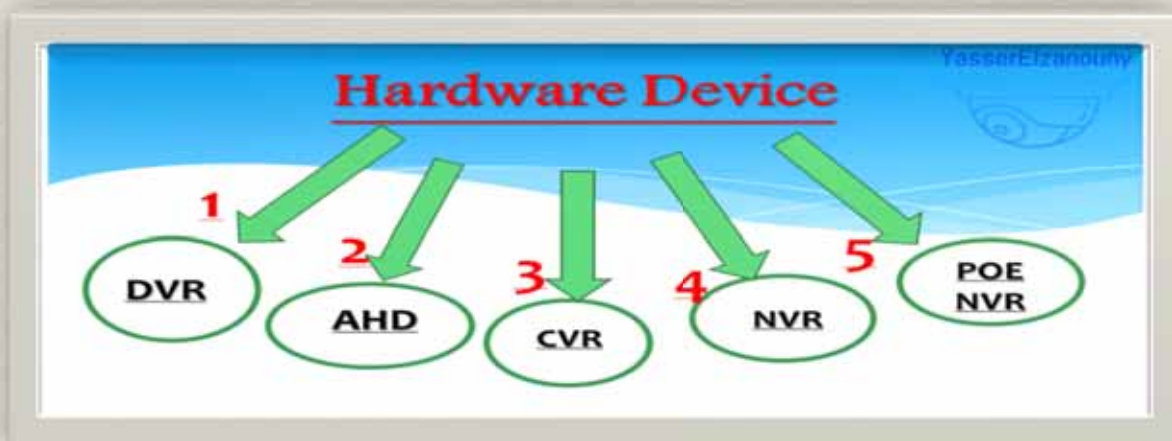 YasserElzanouny
Hardware Device
1
DVR
2
AHD
3
CVR
4
NVR
5
POE
NVR